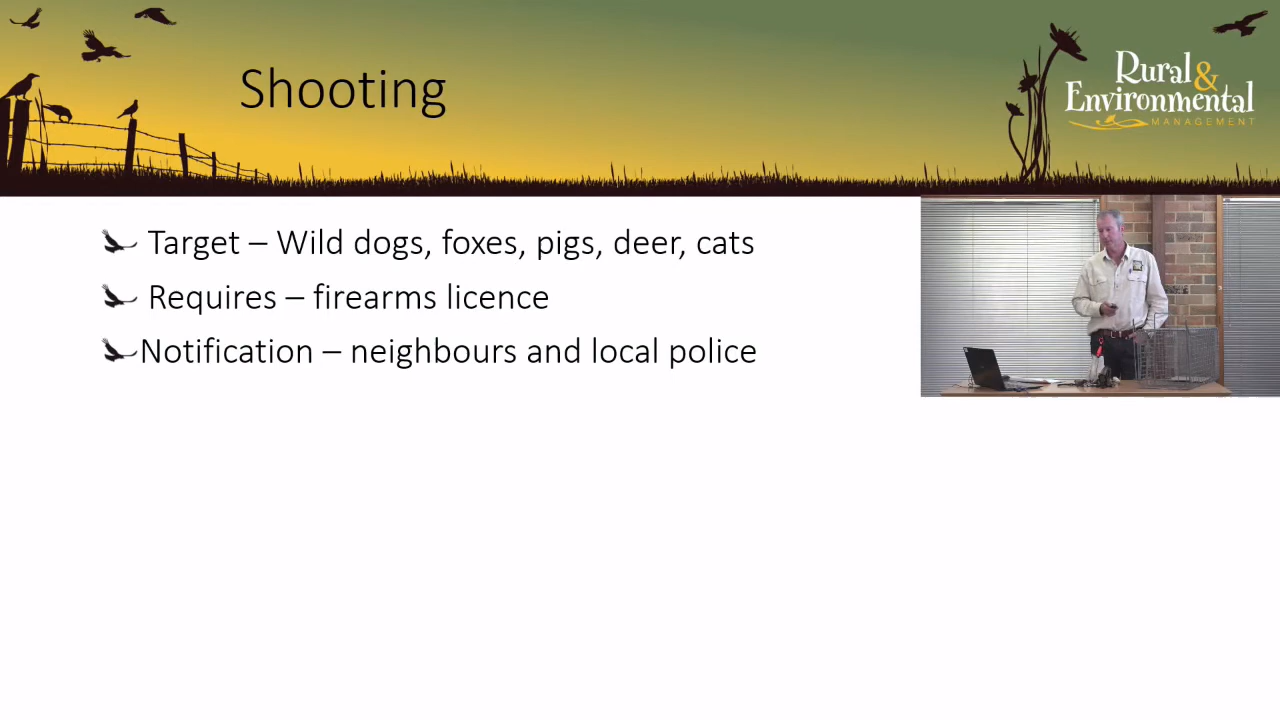 Shooting
Rural &
Environmental
MANAGEMENT
Target – Wild dogs, foxes, pigs, deer, cats
Requires – firearms licence
Notification – neighbours and local police